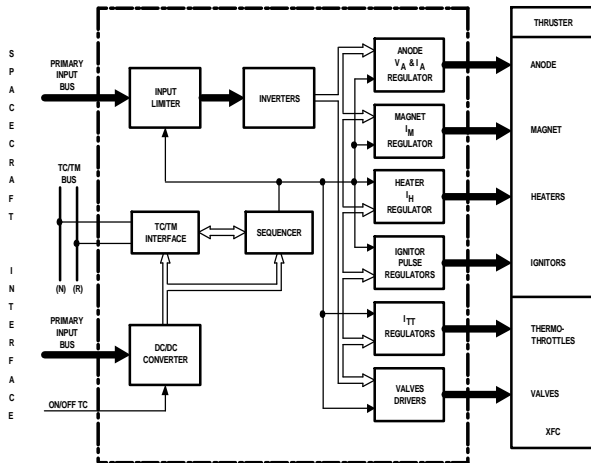 SPACECRAFT INTERFACE
PRIMARY
INPUT
BUS
TC/TM
BUS
(N) (R)
PRIMARY
INPUT
BUS
ON/OFF TC
INPUT
LIMITER
INVERTERS
TC/TM
INTERFACE
SEQUENCER
DC/DC
CONVERTER
ANODE
V A & I A
REGULATOR
MAGNET
I M
REGULATOR
HEATER
I H
REGULATOR
IGNITOR
PULSE
REGULATORS
I TT
REGULATORS
VALVES
DRIVERS
THRUSTER
ANODE
MAGNET
HEATERS
IGNITORS
THERMO-
THROTTLES
VALVES
XFC